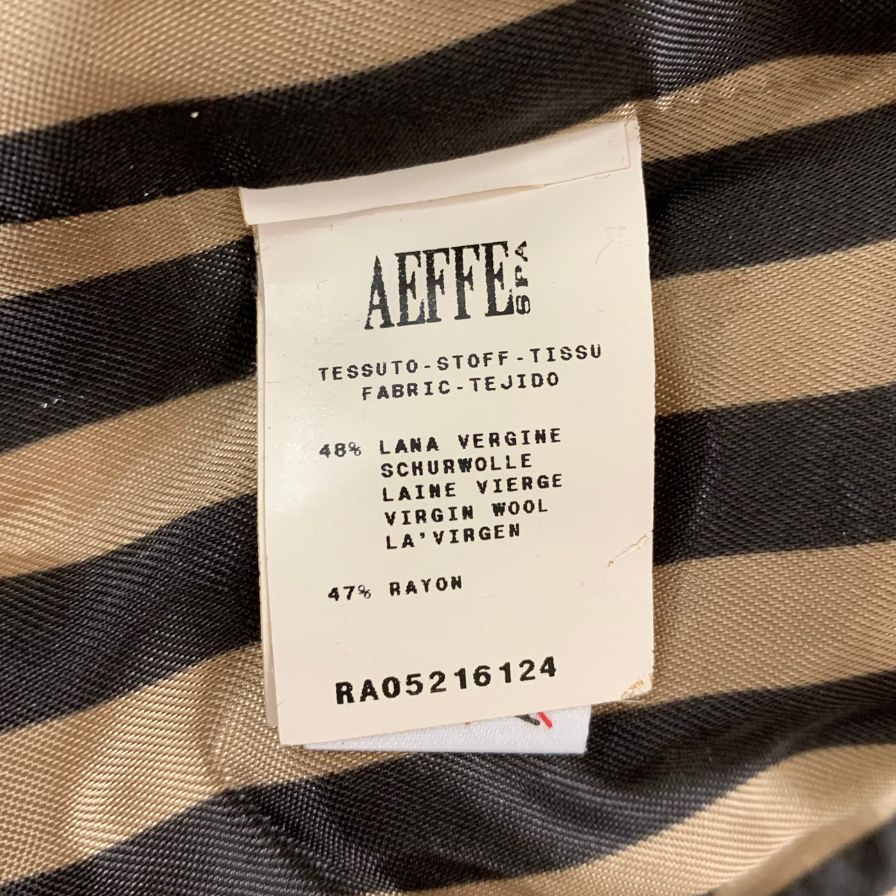 AEFFE SPA
TESSUTO-STOFF-TISSU
FABRIC-TEJIDO
48% LANA VERGINE
SCHURWOLLE
LAINE VIERGE
VIRGIN WOOL
LA'VIRGEN
47% RAYON
RA05216124